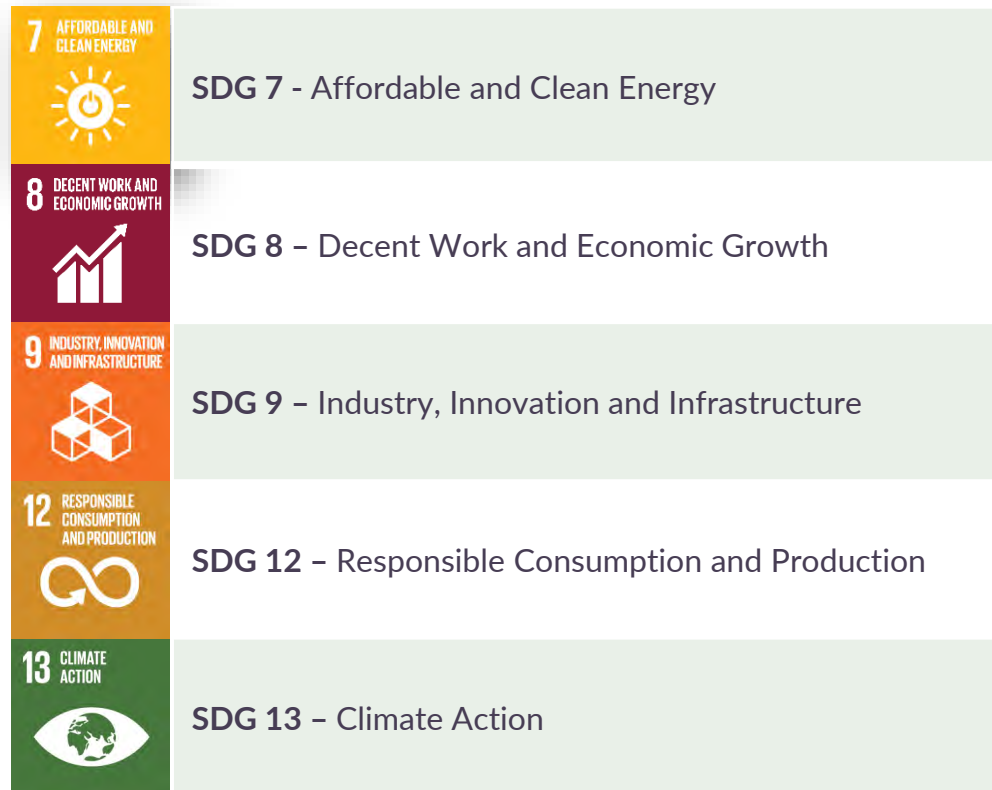 7 AFFORDABLE AND
CLEAN ENERGY
SDG 7 - Affordable and Clean Energy
8 DECENT WORK AND
ECONOMIC GROWTH
SDG 8 – Decent Work and Economic Growth
9 INDUSTRY, INNOVATION
AND INFRASTRUCTURE
SDG 9 – Industry, Innovation and Infrastructure
12 RESPONSIBLE
CONSUMPTION
AND PRODUCTION
SDG 12 – Responsible Consumption and Production
13 CLIMATE
ACTION
SDG 13 – Climate Action